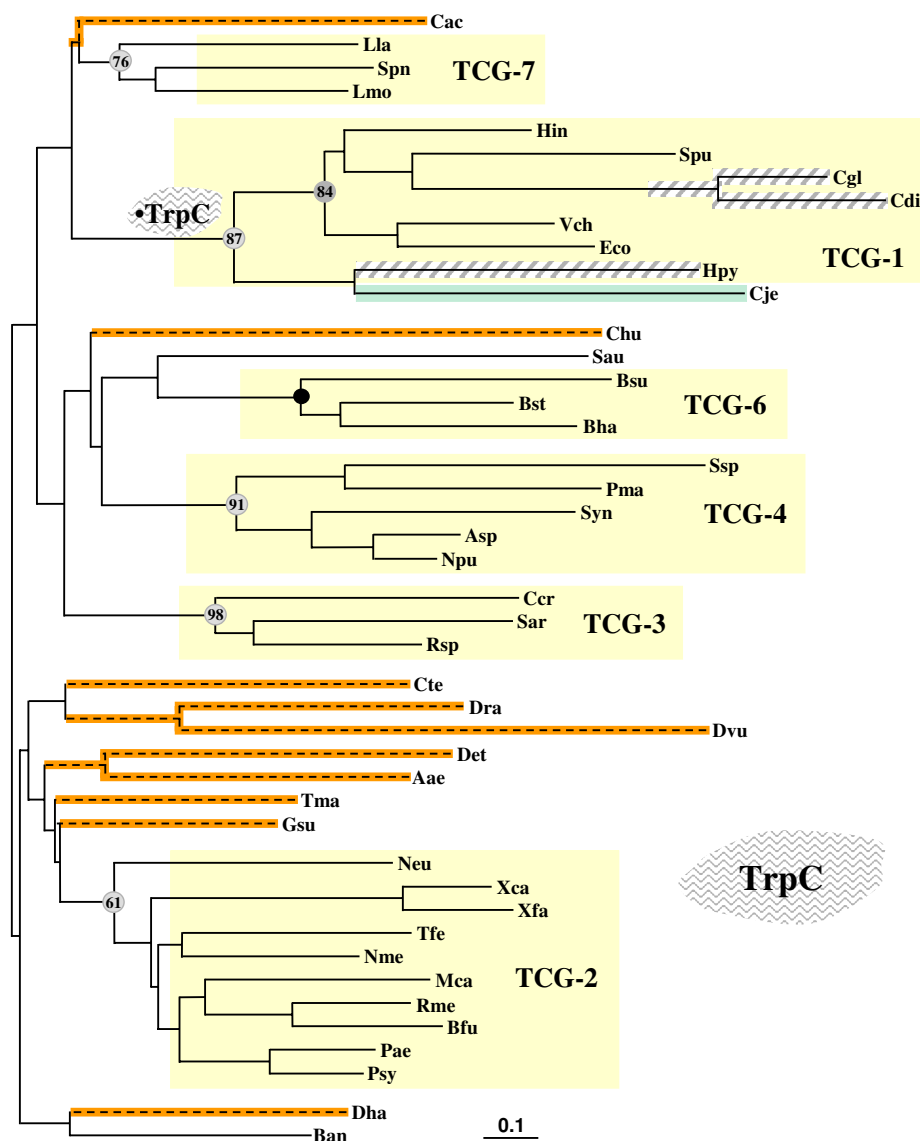 Cac
Lla
76
Spn
TCG-7
Lmo
Hin
Spu
Cgl
84
Cdi
•TrpC
Vch
87
Eco
TCG-1
Hpy
Cje
Chu
Sau
Bsu
Bst
TCG-6
Bha
Ssp
Pma
91
Syn
TCG-4
Asp
Npu
Ccr
98
Sar
TCG-3
Rsp
Cte
Dra
Dvu
Det
Aae
Tma
Gsu
Neu
TrpC
Xca
61
Xfa
Tfe
Nme
Mca
TCG-2
Rme
Bfu
Pae
Psy
Dha
0.1
Ban